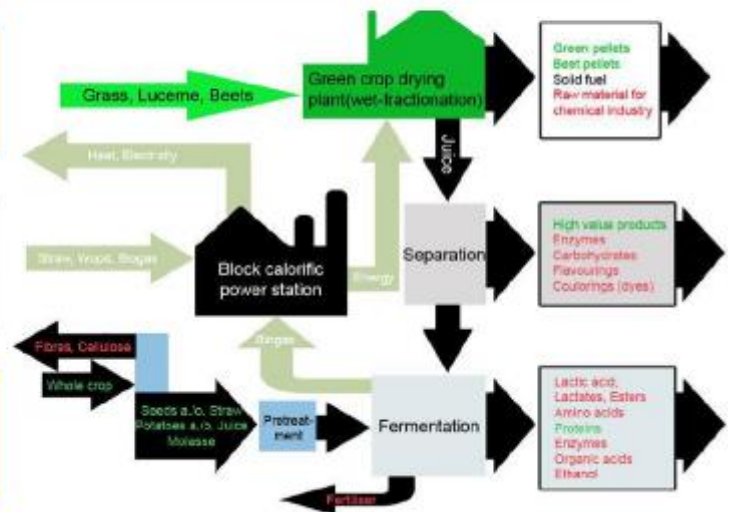 Grass, Lucerne, Beets
Green crop drying
plant(wet-fractionation)
Green pellets
Beet pellets
Solid fuel
Raw material for
chemical industry
Juice
Heat, Electricity
Straw, Wood, Biogas
Block calorific
power station
Energy
Separation
High value products
Enzymes
Carbohydrates
Flavourings
Coulorings (dyes)
Fibres, Cellulose
Whole crop
Biogas
Seeds a./o. Straw
Potatoes a./o. Juice
Molasse
Pretreat-
ment
Fermentation
Lactic acid,
Lactates, Esters
Amino acids
Proteins
Enzymes
Organic acids
Ethanol
Fertiliser